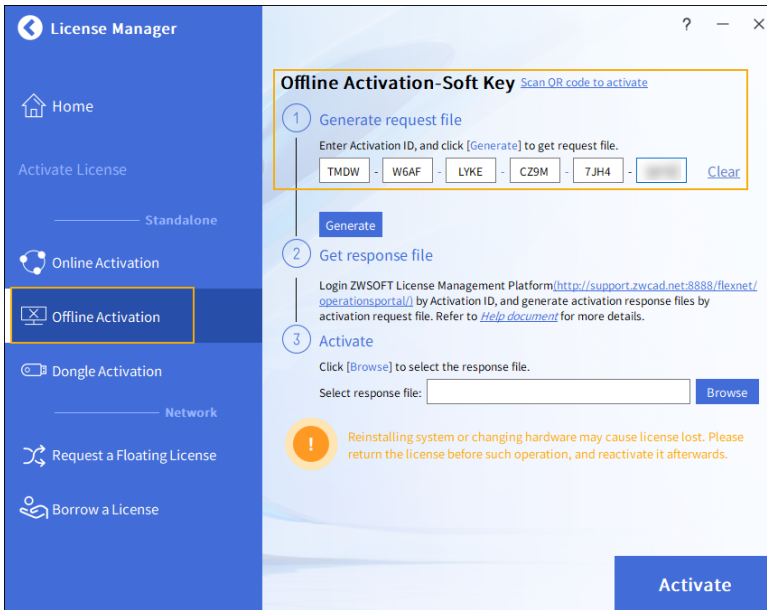 License Manager
?
Home
Activate License
Standalone
Online Activation
Offline Activation
Dongle Activation
Network
Request a Floating License
Borrow a License
Offline Activation-Soft Key Scan QR code to activate
1 Generate request file
Enter Activation ID, and click [Generate] to get request file.
TMDW - W6AF - LYKE - CZ9M - 7JH4 - Clear
Generate
2 Get response file
Login ZWSOFT License Management Platform(http://support.zwcad.net:8888/flexnet/
operationsportal/) by Activation ID, and generate activation response files by
activation request file. Refer to Help document for more details.
3 Activate
Click [Browse] to select the response file.
Select response file: Browse
! Reinstalling system or changing hardware may cause license lost. Please
return the license before such operation, and reactivate it afterwards.
Activate